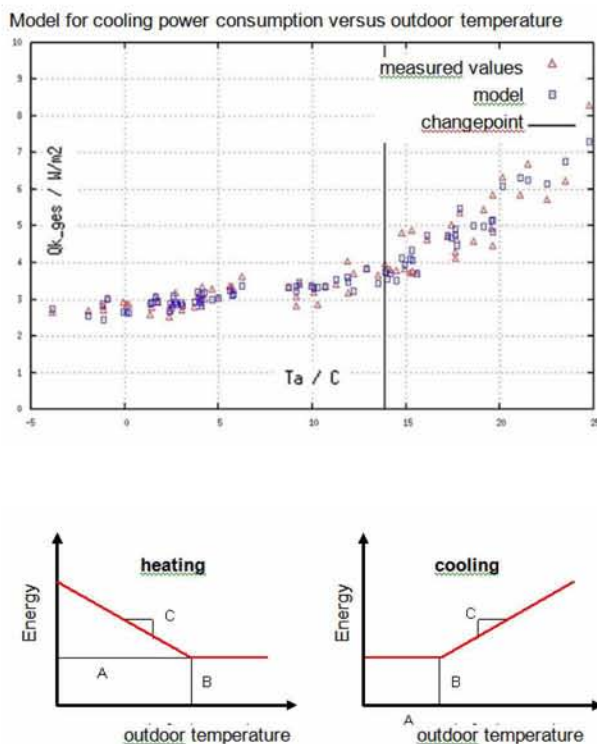 Model for cooling power consumption versus outdoor temperature
10
9
8
7
6
5
4
3
2
1
0
Qk_ges / W/m2
measured values
model
changepoint
Ta / C
-5
0
5
10
15
20
25
heating
Energy
C
A
B
outdoor temperature
cooling
Energy
C
B
A
outdoor temperature